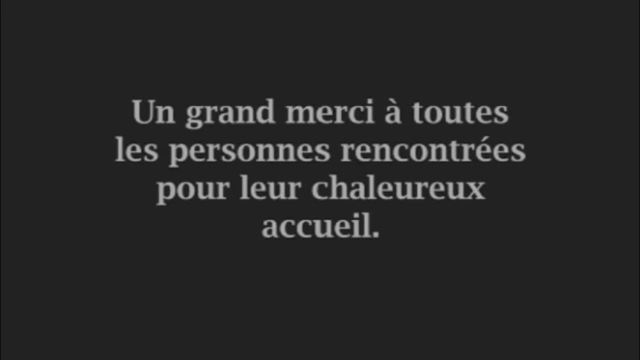 Un grand merci à toutes
les personnes rencontrées
pour leur chaleureux
accueil.